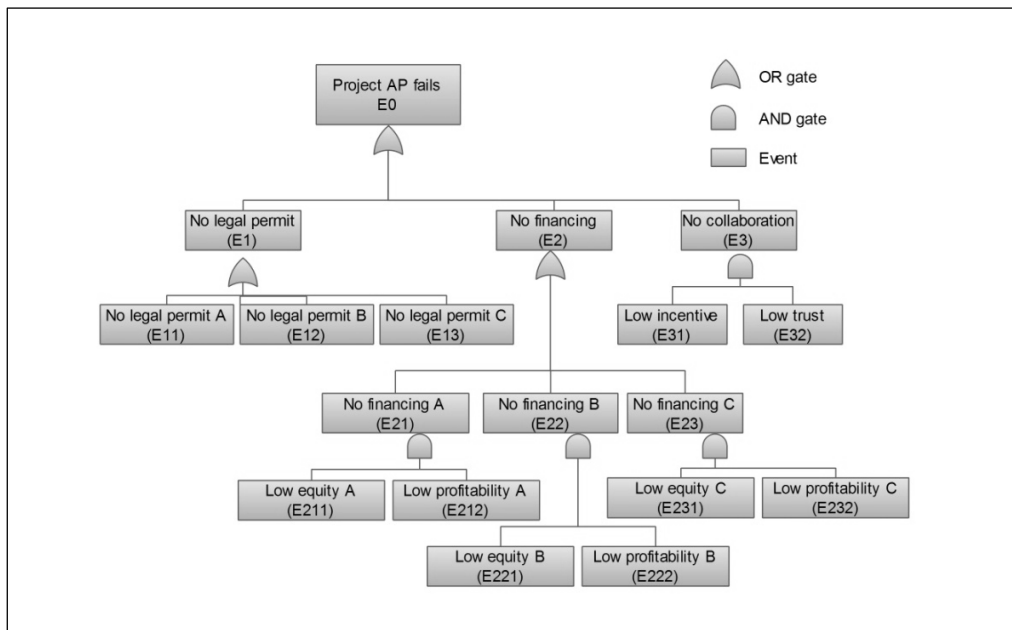 Project AP fails
E0
OR gate
AND gate
Event
No legal permit
(E1)
No financing
(E2)
No collaboration
(E3)
No legal permit A
(E11)
No legal permit B
(E12)
No legal permit C
(E13)
Low incentive
(E31)
Low trust
(E32)
No financing A
(E21)
No financing B
(E22)
No financing C
(E23)
Low equity A
(E211)
Low profitability A
(E212)
Low equity C
(E231)
Low profitability C
(E232)
Low equity B
(E221)
Low profitability B
(E222)